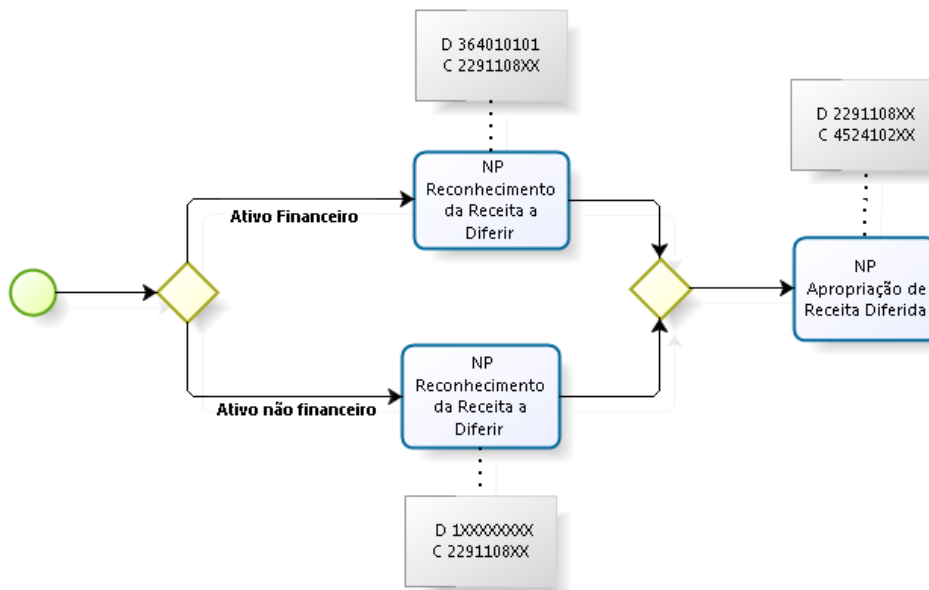 D 364010101
C 2291108XX
D 2291108XX
C 4524102XX
NP
Reconhecimento
da Receita a
Diferir
Ativo Financeiro
NP
Apropriação de
Receita Diferida
NP
Reconhecimento
da Receita a
Diferir
Ativo não financeiro
D 1XXXXXXXX
C 2291108XX